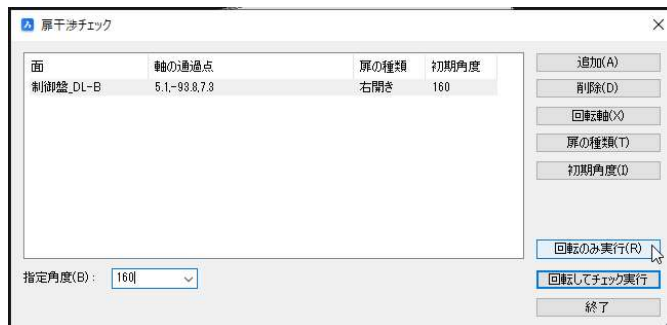 扉干渉チェック
面 軸の通過点 扉の種類 初期角度
制御盤_DL-B 5.1,-93.8,7.3 右開き 160
追加(A)
削除(D)
回転軸(X)
扉の種類(T)
初期角度(I)
回転のみ実行(R)
指定角度(B): 160
回転してチェック実行
終了